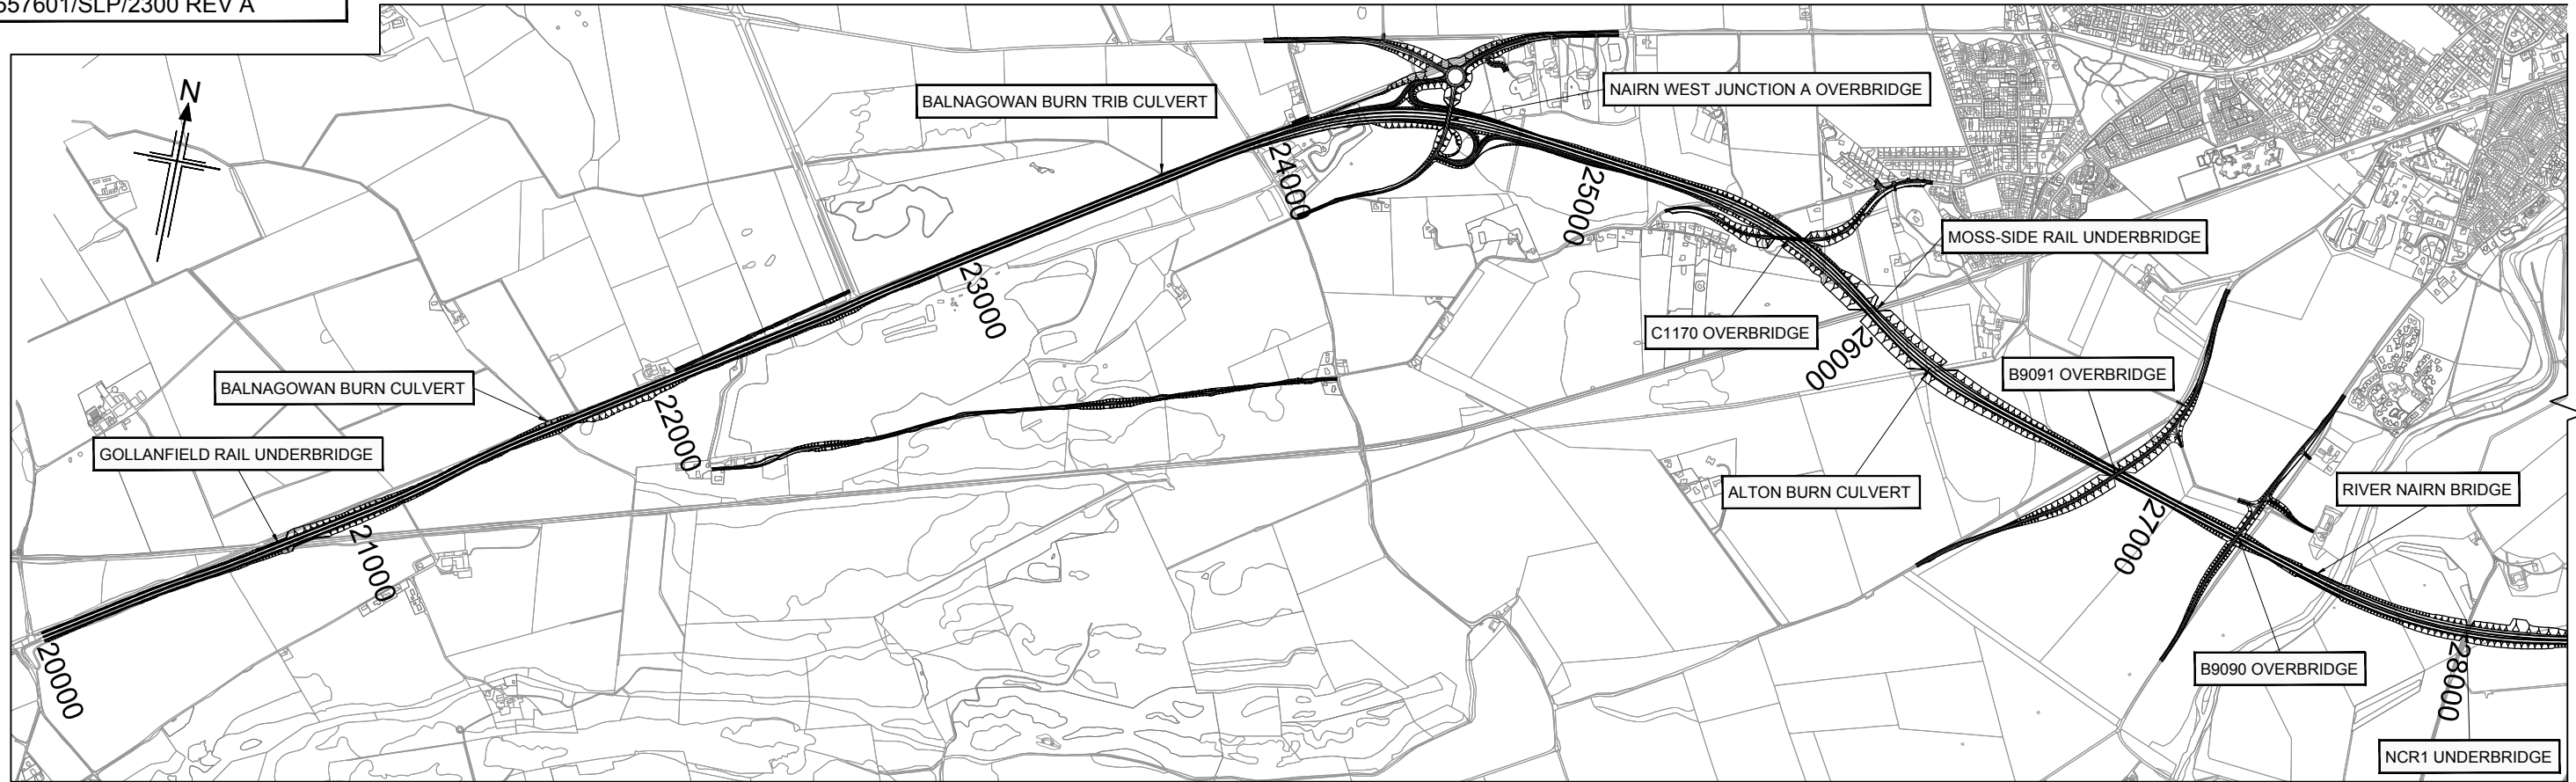 657601/SLP/2300 REV A
N
BALNAGOWAN BURN TRIB CULVERT
NAIRN WEST JUNCTION A OVERBRIDGE
24000
25000
MOSS-SIDE RAIL UNDERBRIDGE
23000
C1170 OVERBRIDGE
26000
BALNAGOWAN BURN CULVERT
B9091 OVERBRIDGE
22000
GOLLANFIELD RAIL UNDERBRIDGE
ALTON BURN CULVERT
RIVER NAIRN BRIDGE
21000
27000
20000
B9090 OVERBRIDGE
28000
NCR1 UNDERBRIDGE